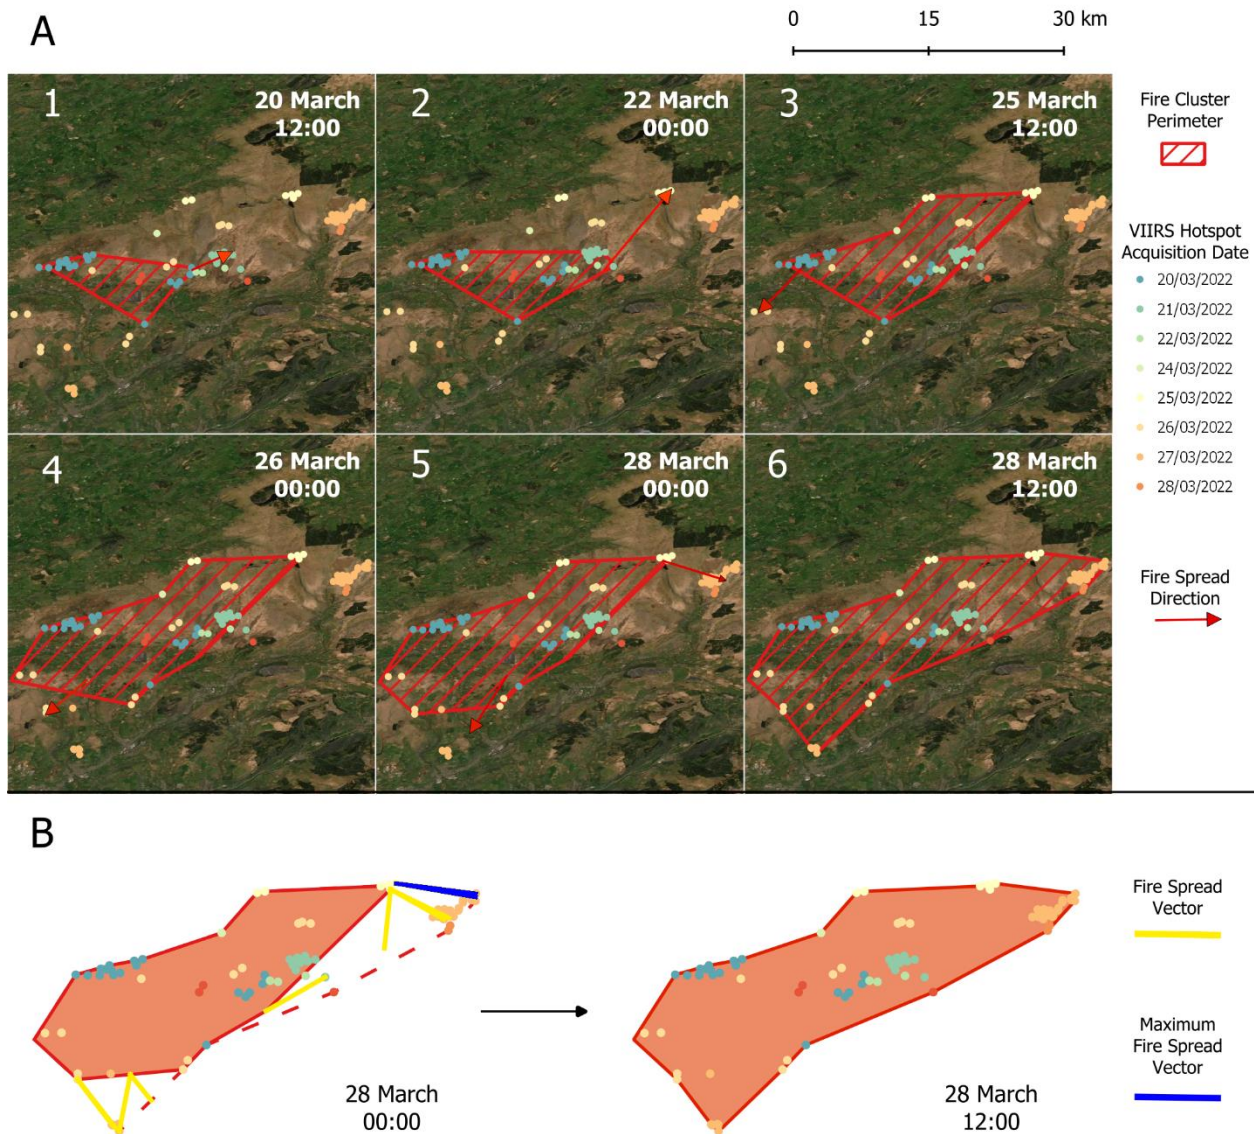 A
0 15 30 km
1
20 March
12:00
2
22 March
00:00
3
25 March
12:00
4
26 March
00:00
5
28 March
00:00
6
28 March
12:00
Fire Cluster
Perimeter
VIIRS Hotspot
Acquisition Date
20/03/2022
21/03/2022
22/03/2022
24/03/2022
25/03/2022
26/03/2022
27/03/2022
28/03/2022
Fire Spread
Direction
B
28 March
00:00
28 March
12:00
Fire Spread
Vector
Maximum
Fire Spread
Vector